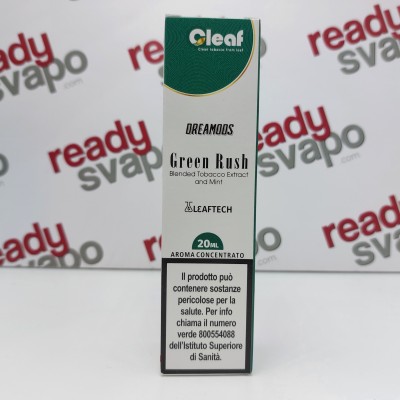 Cleaf
Clear tobacco from leaf
DREAMODS
Green Rush
Blended Tobacco Extract
and Mint
LEAFTECH
20ML
AROMA CONCENTRATO
Il prodotto può
contenere sostanze
pericolose per la
salute. Per info
chiama il numero
verde 800554088
dell'Istituto Superiore
di Sanità.
ready
svapo
ready
svapo
ready
svapo
ready
svapo
ready
svapo